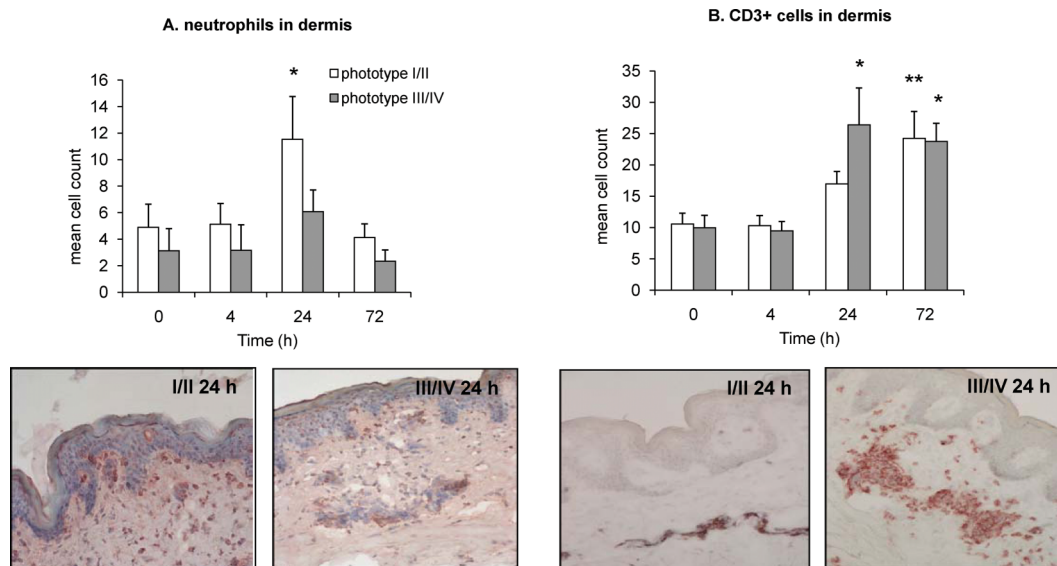 A. neutrophils in dermis
*
phototype I/II
phototype III/IV
16
14
12
10
8
6
4
2
0
mean cell count
0 4 24 72
Time (h)
B. CD3+ cells in dermis
* ** *
35
30
25
20
15
10
5
0
mean cell count
0 4 24 72
Time (h)
I/II 24 h
III/IV 24 h
I/II 24 h
III/IV 24 h